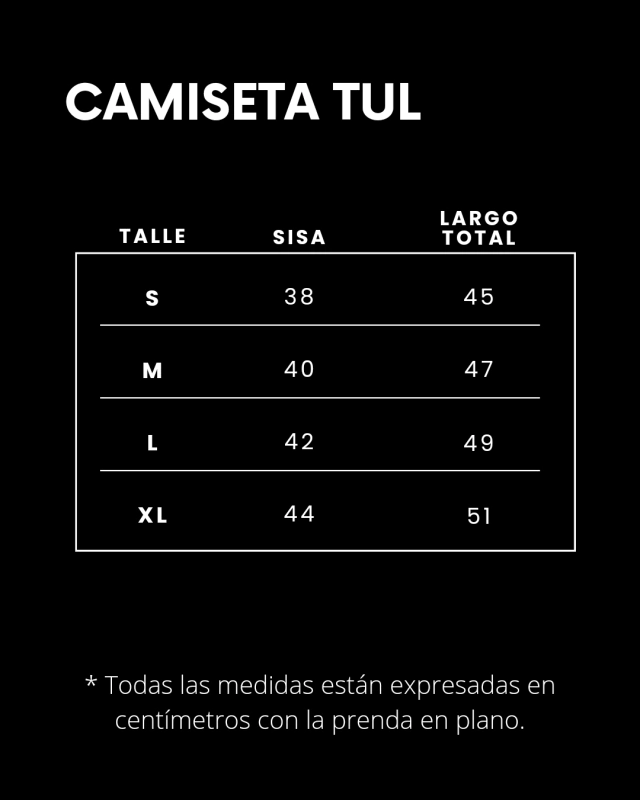 CAMISETA TUL
TALLE SISA LARGO TOTAL
S 38 45
M 40 47
L 42 49
XL 44 51
* Todas las medidas están expresadas en
centímetros con la prenda en plano.